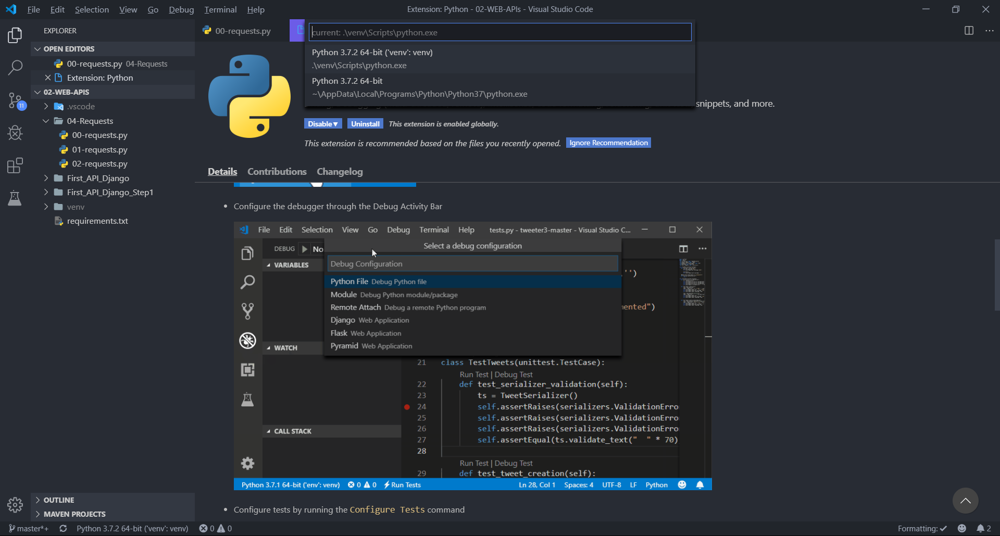 File Edit Selection View Go Debug Terminal Help
Extension: Python - 02-WEB-APIs - Visual Studio Code
EXPLORER
OPEN EDITORS
00-requests.py 04-Requests
Extension: Python
02-WEB-APIS
.vscode
04-Requests
00-requests.py
01-requests.py
02-requests.py
First_API_Django
First_API_Django_Step1
venv
requirements.txt
OUTLINE
MAVEN PROJECTS
11
00-requests.py
current: .\venv\Scripts\python.exe
Python 3.7.2 64-bit ('venv': venv)
.\venv\Scripts\python.exe
Python 3.7.2 64-bit
~\AppData\Local\Programs\Python\Python37\python.exe
snippets, and more.
Disable▼ Uninstall This extension is enabled globally.
This extension is recommended based on the files you recently opened. Ignore Recommendation
Details Contributions Changelog
• Configure the debugger through the Debug Activity Bar
File Edit Selection View Go Debug Terminal Help tests.py - tweeter3-master - Visual Studio C...
DEBUG No
Select a debug configuration
Debug Configuration
Python File Debug Python file
Module Debug Python module/package
Remote Attach Debug a remote Python program
Django Web Application
Flask Web Application
Pyramid Web Application
VARIABLES
WATCH
CALL STACK
'')
ented")
21 class TestTweets(unittest.TestCase):
Run Test | Debug Test
22 def test_serializer_validation(self):
23 ts = TweetSerializer()
24 self.assertRaises(serializers.ValidationErro
25 self.assertRaises(serializers.ValidationErro
26 self.assertRaises(serializers.ValidationErro
27 self.assertEqual(ts.validate_text("  " * 70)
28
Run Test | Debug Test
29 def test_tweet_creation(self):
Python 3.7.1 64-bit ('env': venv) 0 0 Run Tests Ln 28, Col 1 Spaces: 4 UTF-8 LF Python
• Configure tests by running the Configure Tests command
master*+ Python 3.7.2 64-bit ('venv': venv) 0 0 Formatting: ✓ 2